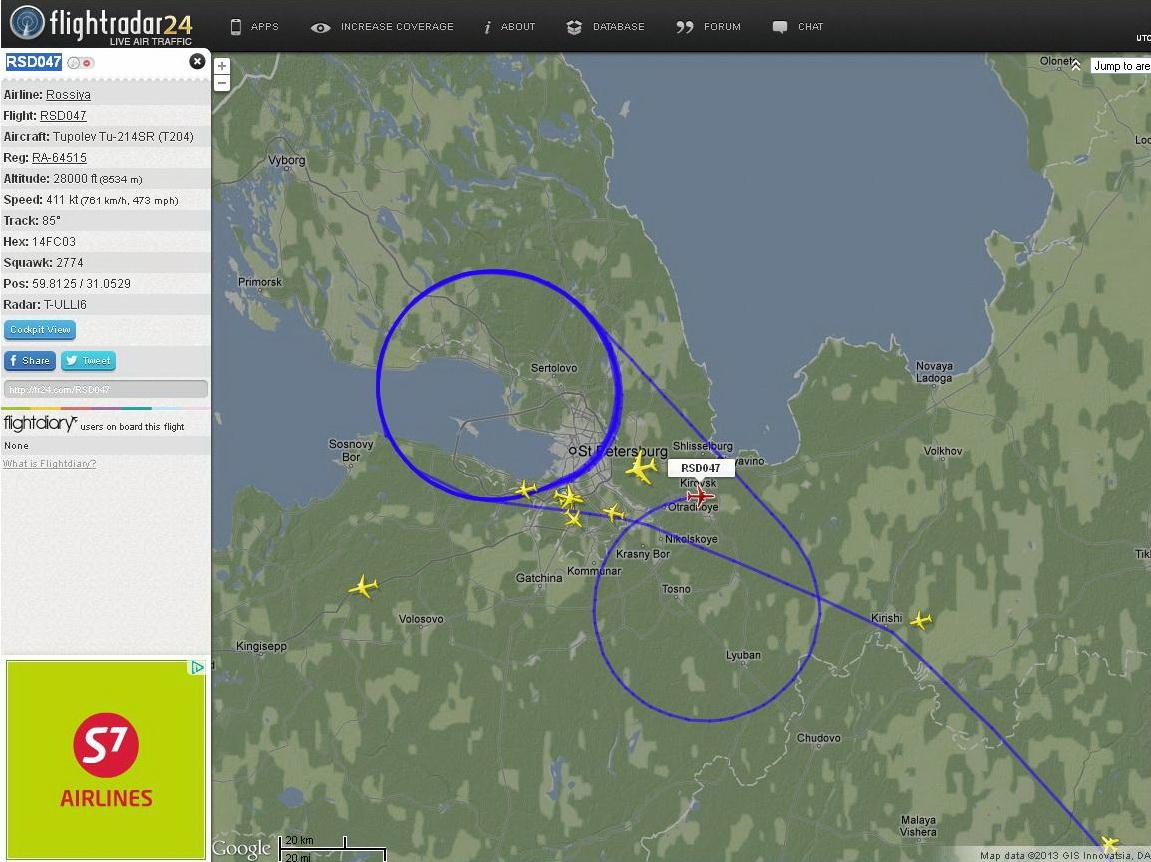 flightradar24
LIVE AIR TRAFFIC
APPS
INCREASE COVERAGE
i ABOUT
DATABASE
FORUM
CHAT
UTC
RSD047
Airline: Rossiya
Flight: RSD047
Aircraft: Tupolev Tu-214SR (T204)
Reg: RA-64515
Altitude: 28000 ft (8534 m)
Speed: 411 kt (761 km/h, 473 mph)
Track: 85°
Hex: 14FC03
Squawk: 2774
Pos: 59.8125 / 31.0529
Radar: T-ULLI6
Cockpit View
f Share
Tweet
http://fr24.com/RSD047
flightdiary users on board this flight
None
What is Flightdiary?
S7
AIRLINES
+
−
Olonets
Jump to are
Vyborg
Primorsk
Sertolovo
Novaya
Ladoga
Sosnovy
Bor
St Petersburg
Shlisselburg
Volkhov
RSD047
yavino
Kirovsk
Otradnoye
Nikolskoye
Krasny Bor
Tik
Kommunar
Gatchina
Tosno
Volosovo
Kirishi
Kingisepp
Lyuban
Chudovo
Malaya
Vishera
Google
20 km
20 mi
Map data ©2013 GIS Innovatsia, DA